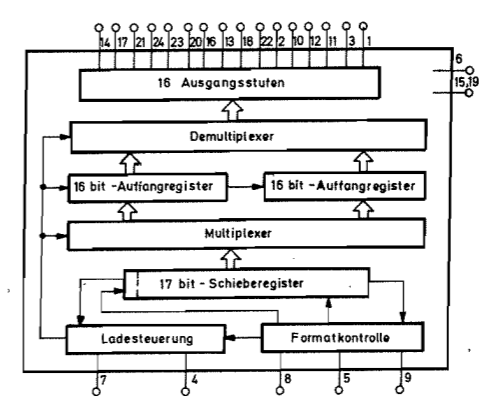 14 17 21 24 23 20 16 13 18 22 2 10 12 11 3 1
6
15,19
16 Ausgangsstufen
Demultiplexer
16 bit-Auffangregister 16 bit-Auffangregister
Multiplexer
17 bit-Schieberegister
Ladesteuerung Formatkontrolle
7 4 8 5 9